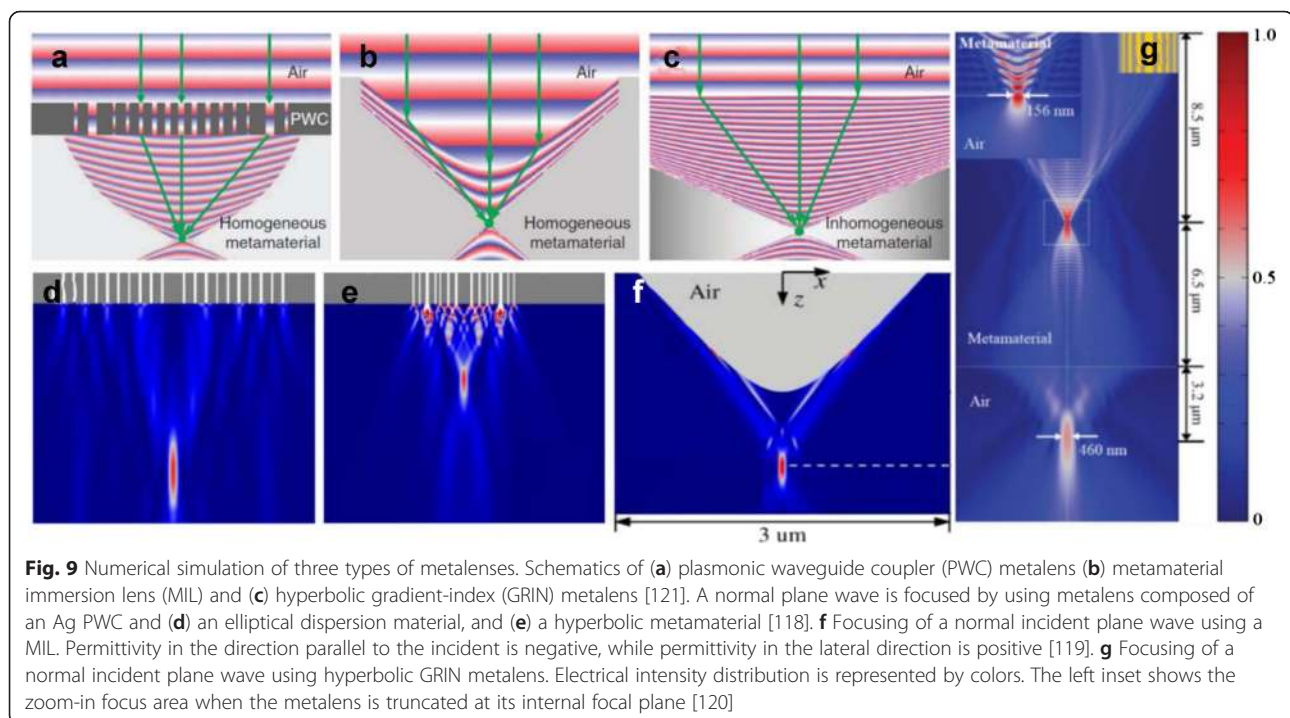 a
Air
PWC
Homogeneous
metamaterial
b
Air
Homogeneous
metamaterial
c
Air
Inhomogeneous
metamaterial
d
e
f
Air
x
z
3 um
g
Metamaterial
156 nm
Air
8.5 μm
6.5 μm
Metamaterial
Air
3.2 μm
460 nm
1.0
0.5
0
Fig. 9 Numerical simulation of three types of metalenses. Schematics of (a) plasmonic waveguide coupler (PWC) metalens (b) metamaterial
immersion lens (MIL) and (c) hyperbolic gradient-index (GRIN) metalens [121]. A normal plane wave is focused by using metalens composed of
an Ag PWC and (d) an elliptical dispersion material, and (e) a hyperbolic metamaterial [118]. f Focusing of a normal incident plane wave using a
MIL. Permittivity in the direction parallel to the incident is negative, while permittivity in the lateral direction is positive [119]. g Focusing of a
normal incident plane wave using hyperbolic GRIN metalens. Electrical intensity distribution is represented by colors. The left inset shows the
zoom-in focus area when the metalens is truncated at its internal focal plane [120]